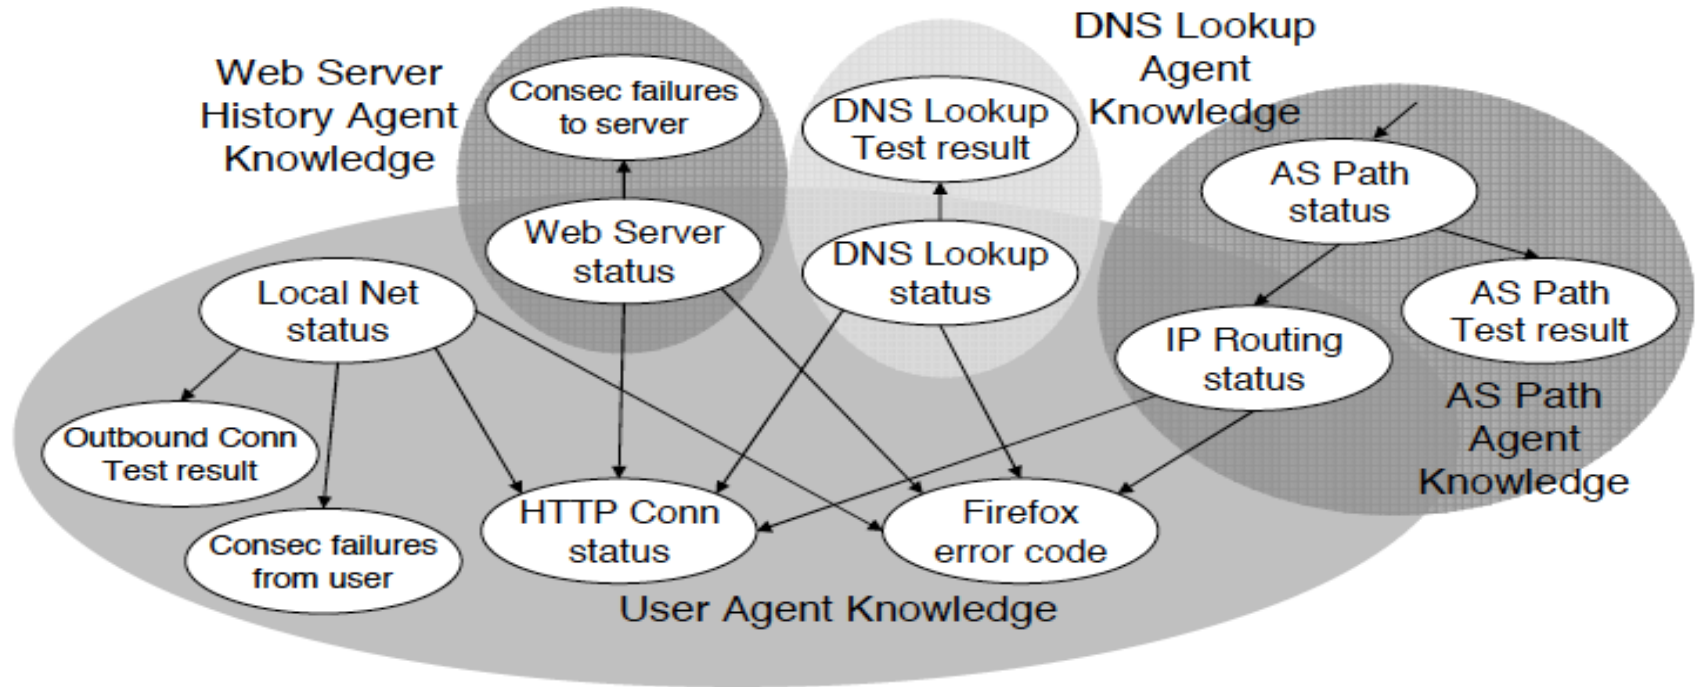 Web Server
History Agent
Knowledge
Consec failures
to server
DNS Lookup
Test result
DNS Lookup
Agent
Knowledge
AS Path
status
Web Server
status
DNS Lookup
status
Local Net
status
IP Routing
status
AS Path
Test result
AS Path
Agent
Knowledge
Outbound Conn
Test result
Consec failures
from user
HTTP Conn
status
Firefox
error code
User Agent Knowledge